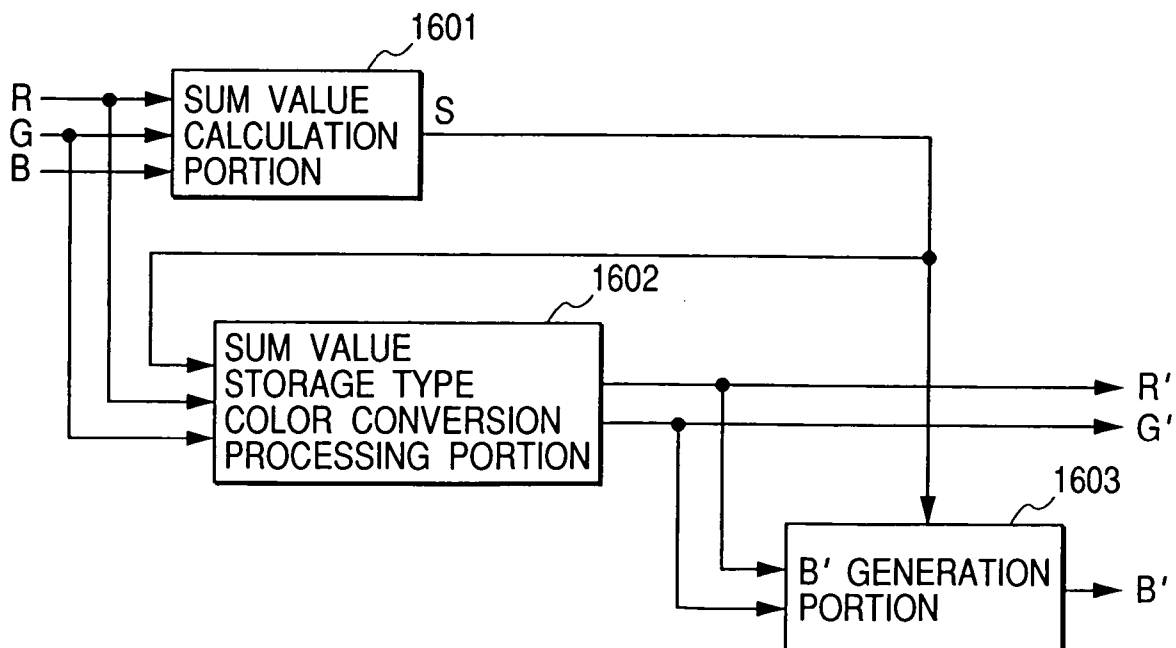 1601
R
G
B
SUM VALUE
CALCULATION
PORTION
S
1602
SUM VALUE
STORAGE TYPE
COLOR CONVERSION
PROCESSING PORTION
R'
G'
1603
B' GENERATION
PORTION
B'